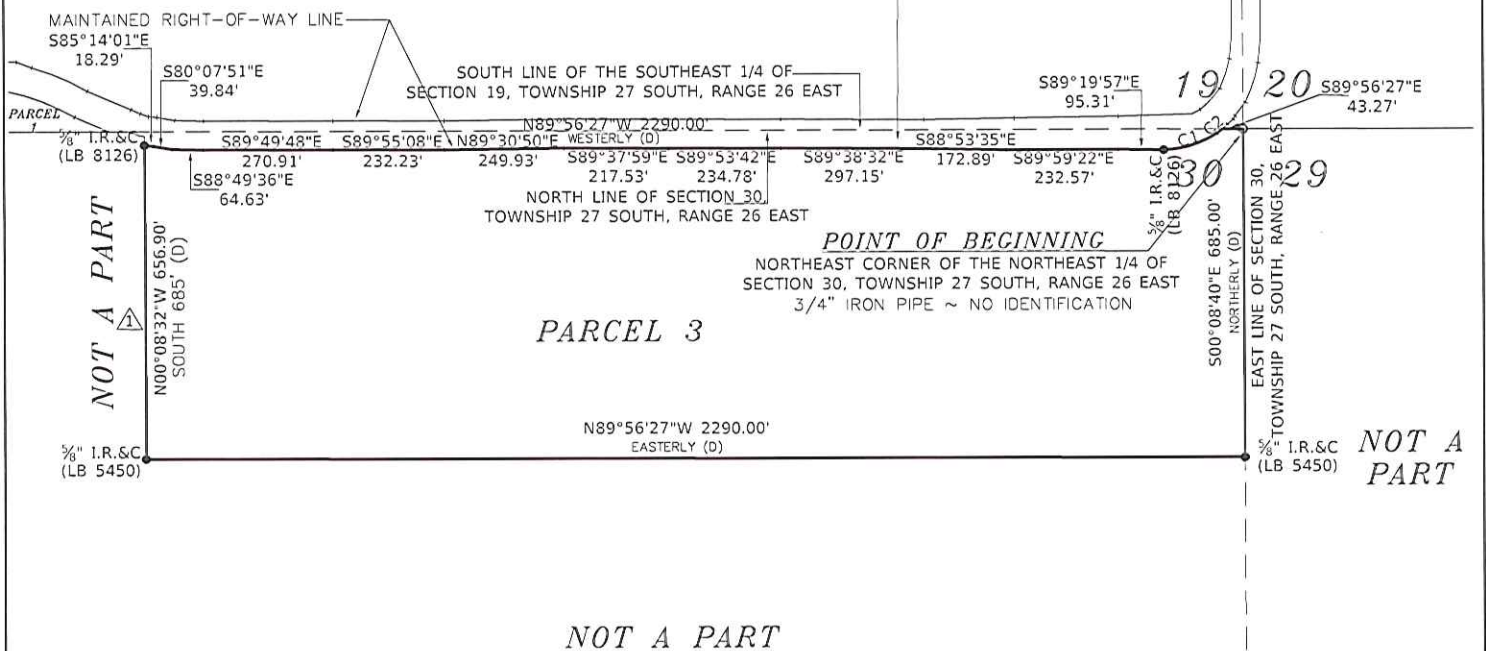 MAINTAINED RIGHT-OF-WAY LINE
S85°14'01"E
18.29'
S80°07'51"E
39.84'
SOUTH LINE OF THE SOUTHEAST 1/4 OF
SECTION 19, TOWNSHIP 27 SOUTH, RANGE 26 EAST
S89°19'57"E
95.31'
19
20
S89°56'27"E
43.27'
PARCEL
1
⅝" I.R.&C
(LB 8126)
N89°56'27"W 2290.00'
WESTERLY (D)
S89°49'48"E
270.91'
S89°55'08"E
232.23'
N89°30'50"E
249.93'
S89°37'59"E
217.53'
S89°53'42"E
234.78'
S89°38'32"E
297.15'
S88°53'35"E
172.89'
S89°59'22"E
232.57'
C1
C2
S88°49'36"E
64.63'
NORTH LINE OF SECTION 30,
TOWNSHIP 27 SOUTH, RANGE 26 EAST
⅝" I.R.&C
(LB 8126)
30
29
POINT OF BEGINNING
NORTHEAST CORNER OF THE NORTHEAST 1/4 OF
SECTION 30, TOWNSHIP 27 SOUTH, RANGE 26 EAST
3/4" IRON PIPE ~ NO IDENTIFICATION
NOT A PART
1
N00°08'32"W 656.90'
SOUTH 685' (D)
PARCEL 3
S00°08'40"E 685.00'
NORTHERLY (D)
EAST LINE OF SECTION 30,
TOWNSHIP 27 SOUTH, RANGE 26 EAST
N89°56'27"W 2290.00'
EASTERLY (D)
⅝" I.R.&C
(LB 5450)
⅝" I.R.&C
(LB 5450)
NOT A
PART
NOT A PART